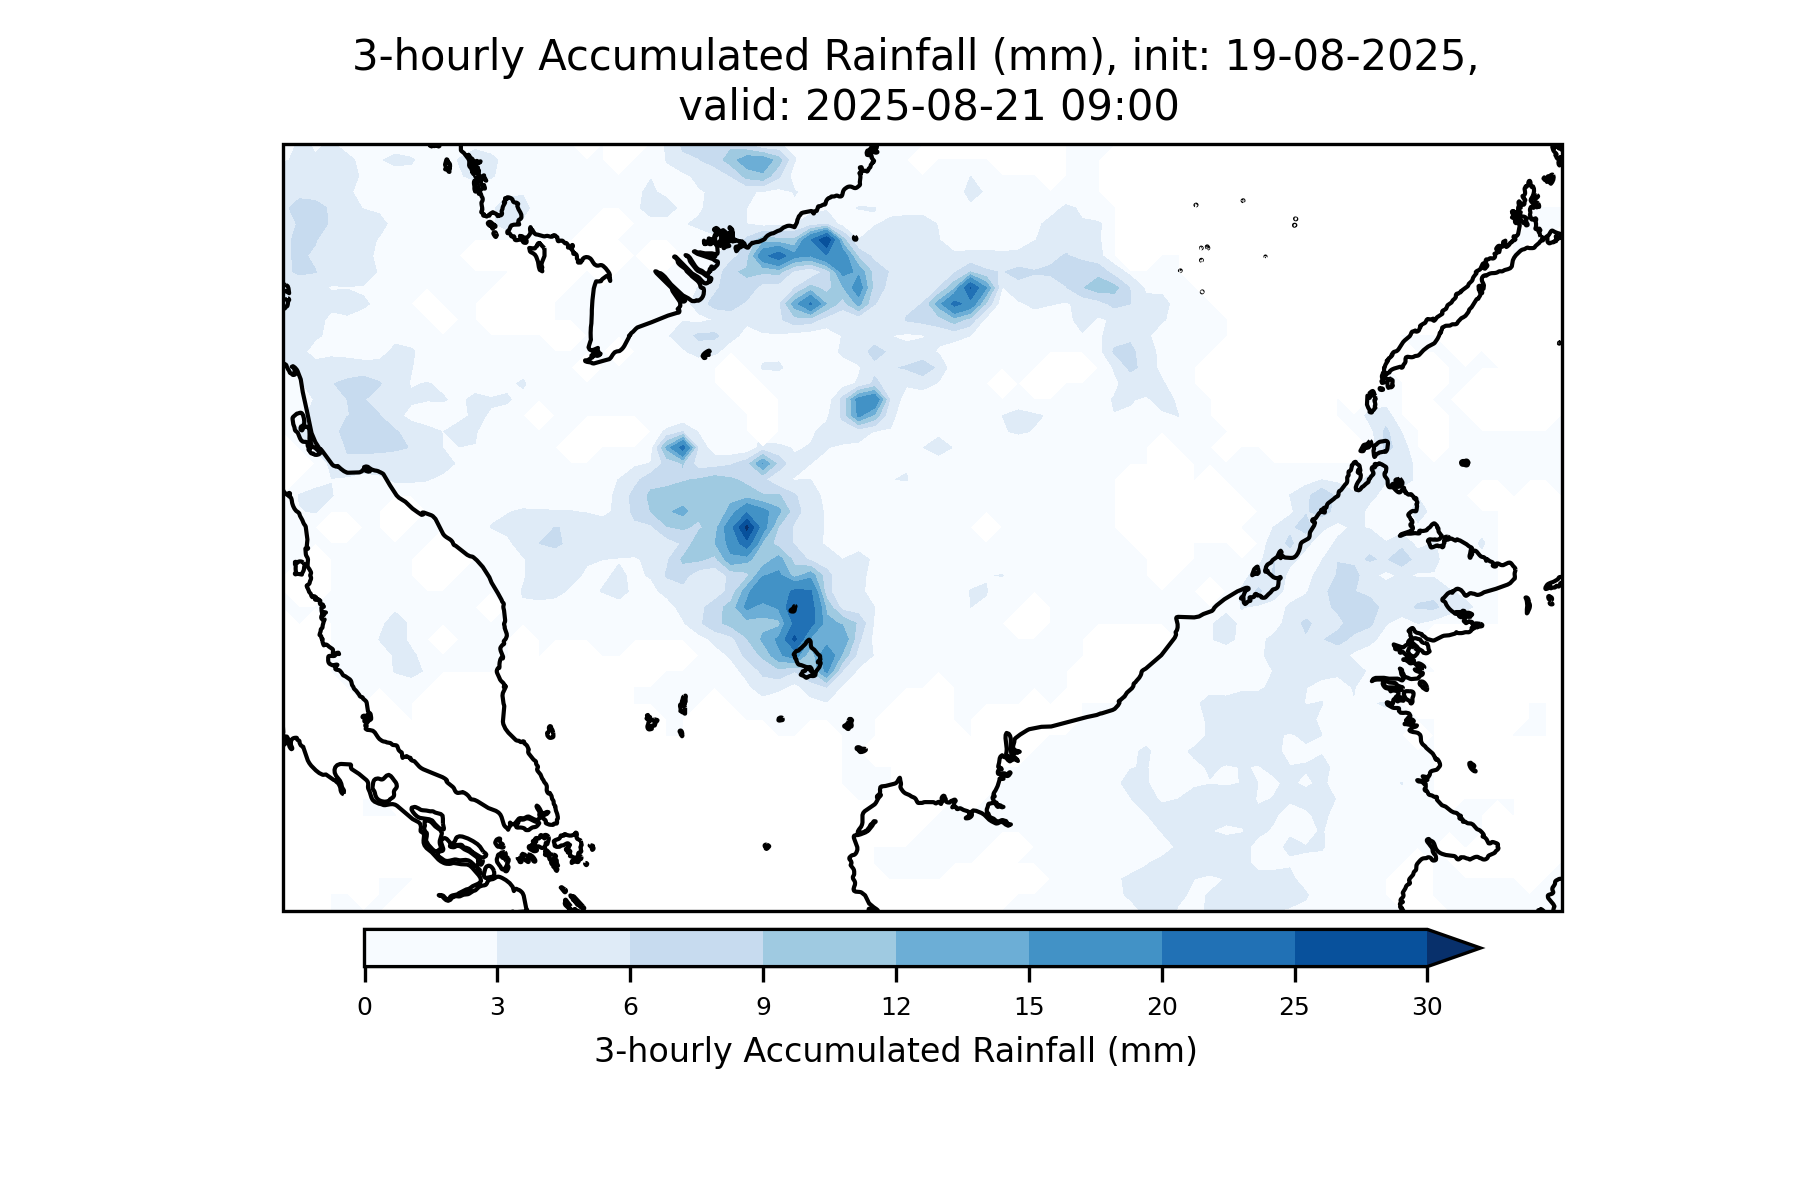 3-hourly Accumulated Rainfall (mm), init: 19-08-2025,
valid: 2025-08-21 09:00
0 3 6 9 12 15 20 25 30
3-hourly Accumulated Rainfall (mm)